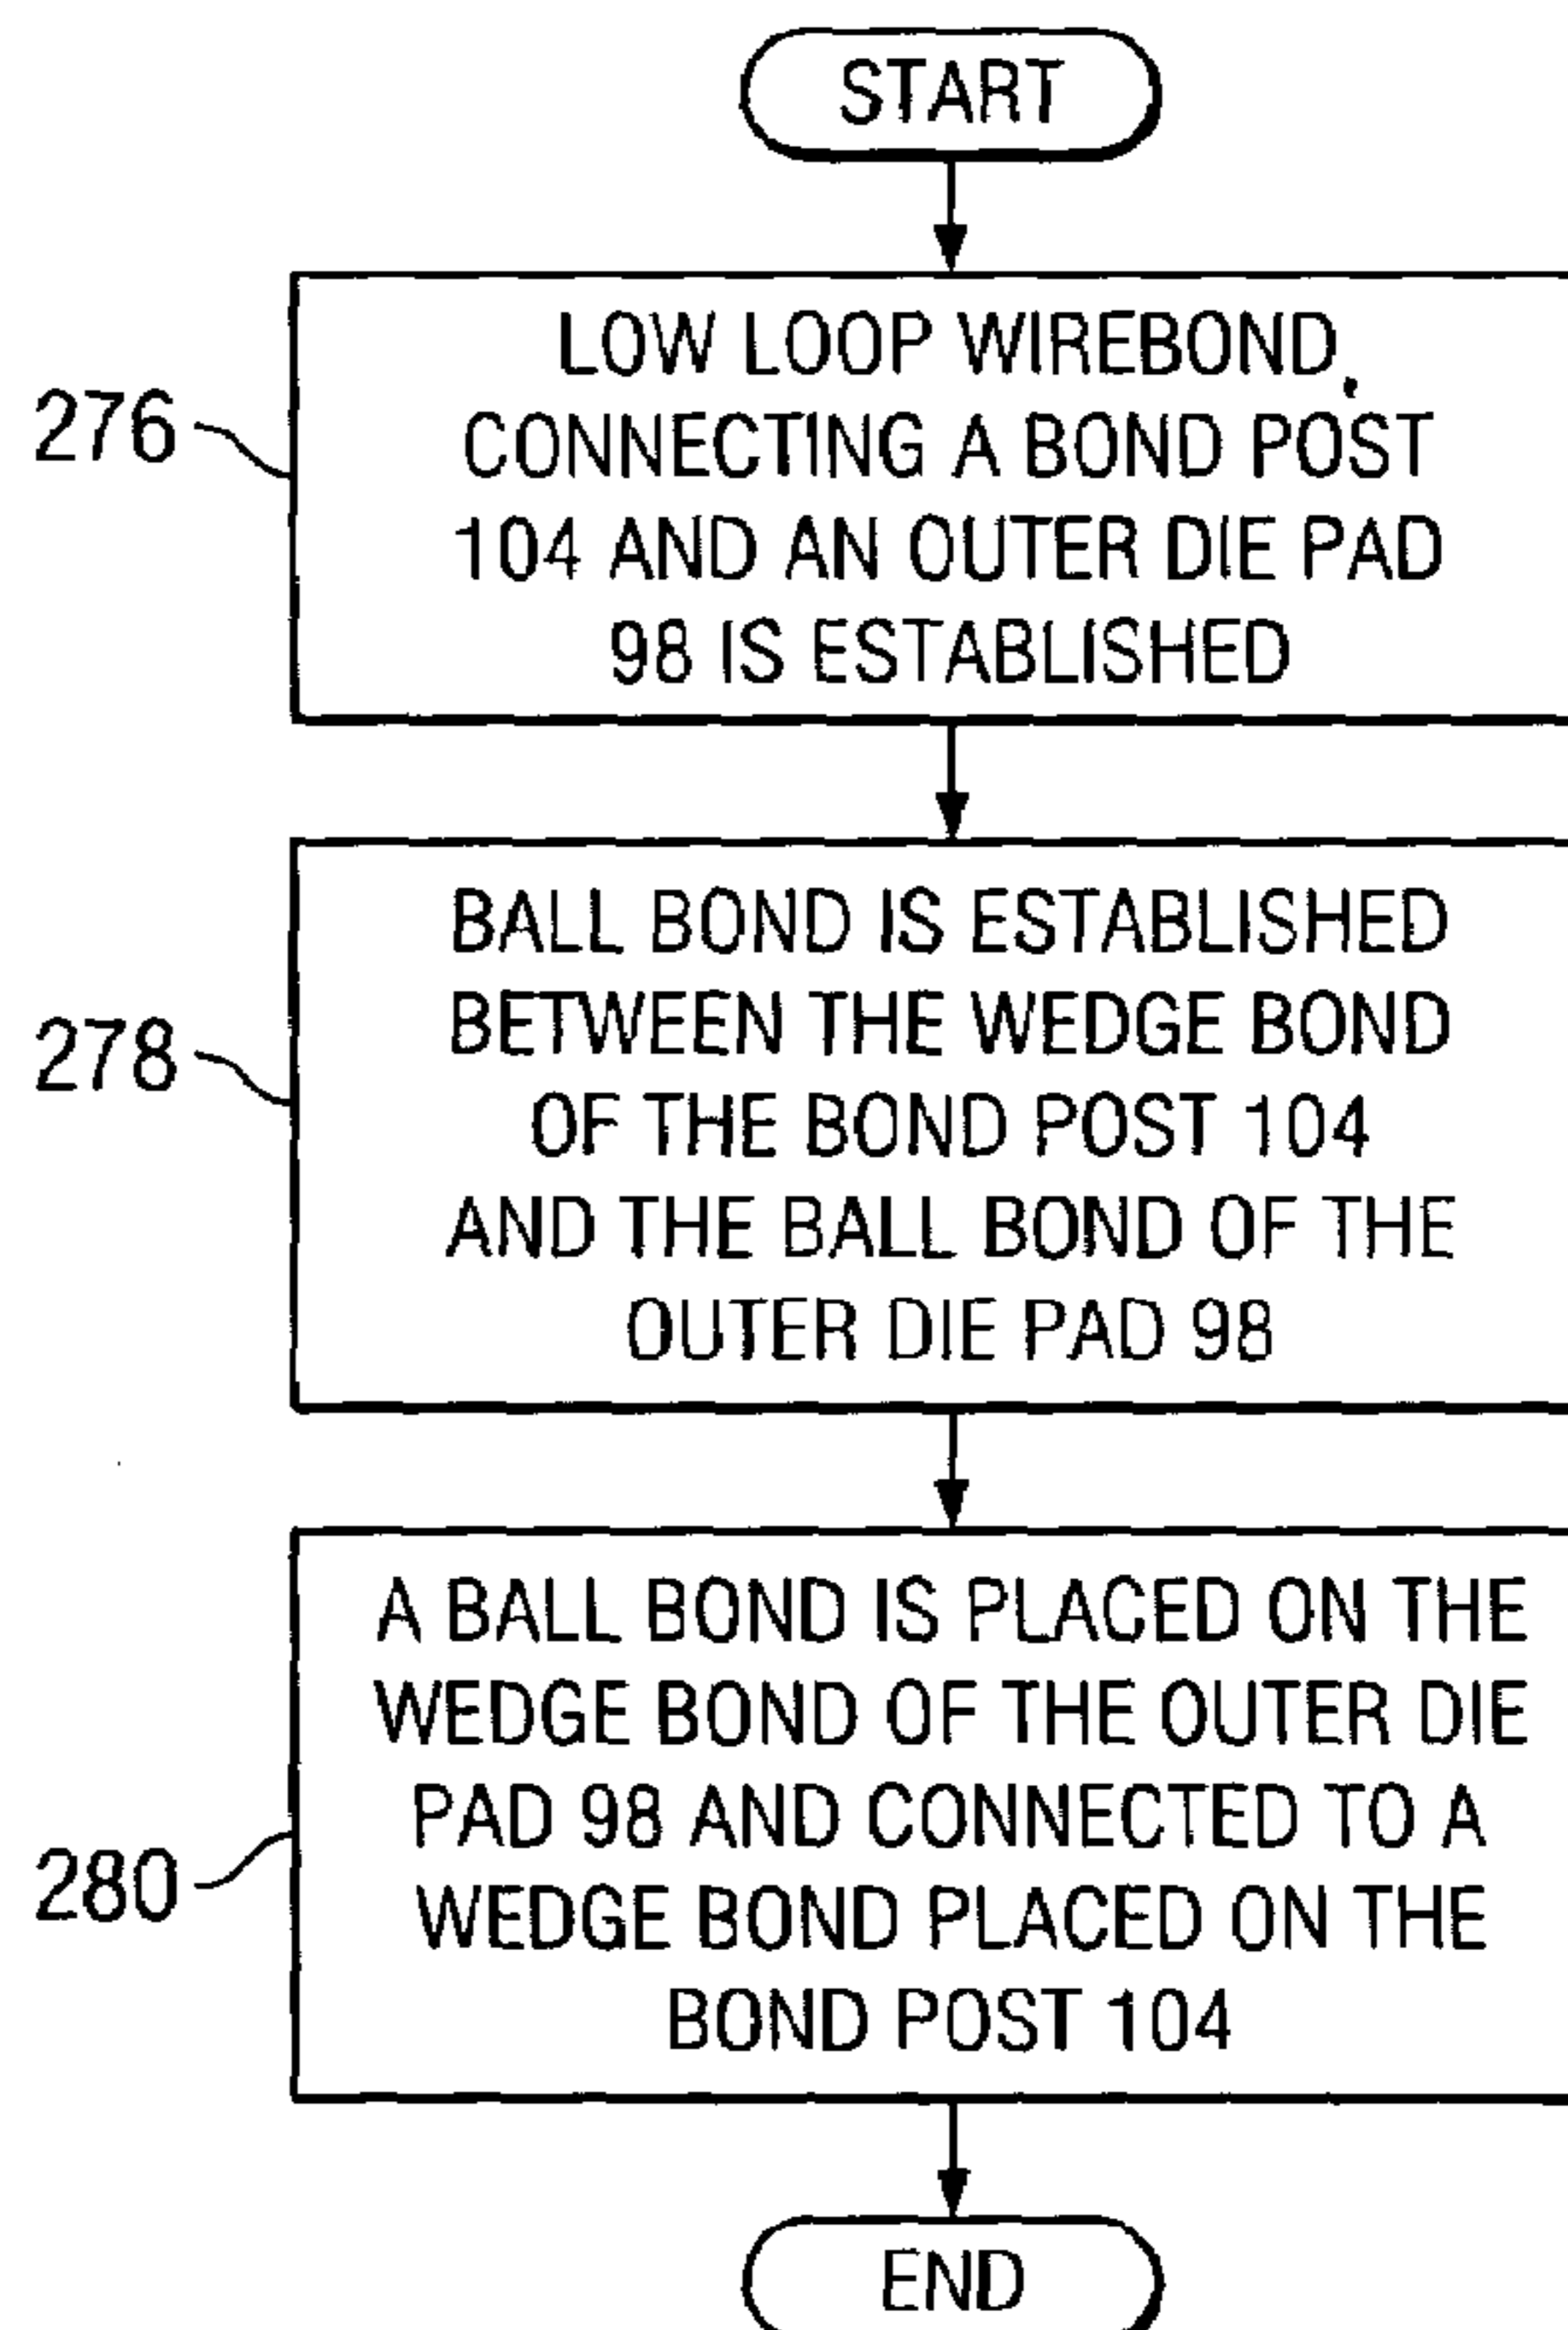 START
276
LOW LOOP WIREBOND,
CONNECTING A BOND POST
104 AND AN OUTER DIE PAD
98 IS ESTABLISHED
278
BALL BOND IS ESTABLISHED
BETWEEN THE WEDGE BOND
OF THE BOND POST 104
AND THE BALL BOND OF THE
OUTER DIE PAD 98
280
A BALL BOND IS PLACED ON THE
WEDGE BOND OF THE OUTER DIE
PAD 98 AND CONNECTED TO A
WEDGE BOND PLACED ON THE
BOND POST 104
END